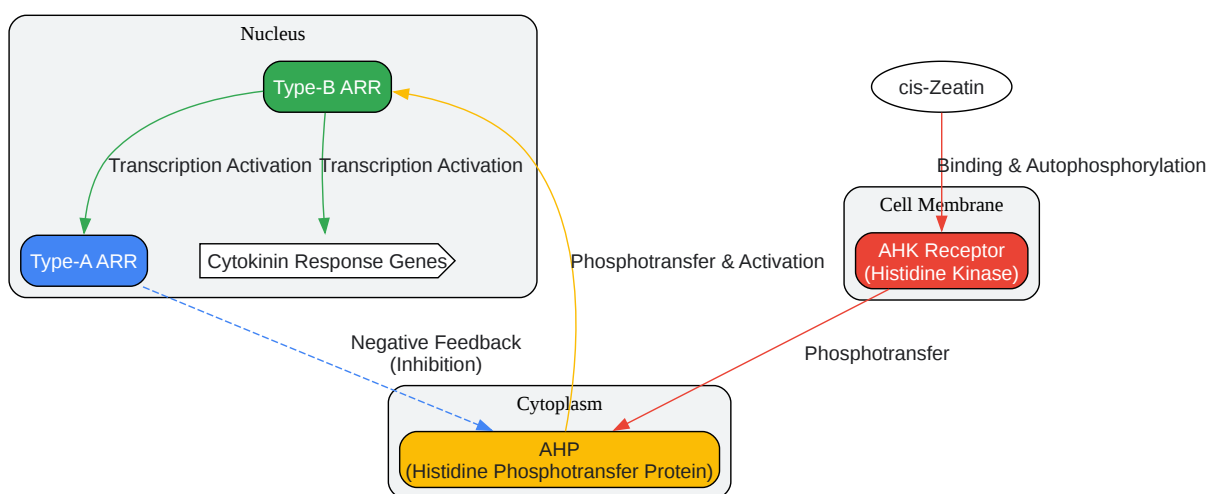 Nucleus
Type-B ARR
cis-Zeatin
Transcription Activation
Transcription Activation
Binding & Autophosphorylation
Cell Membrane
Type-A ARR
Cytokinin Response Genes
Phosphotransfer & Activation
AHK Receptor
(Histidine Kinase)
Negative Feedback
(Inhibition)
Phosphotransfer
Cytoplasm
AHP
(Histidine Phosphotransfer Protein)